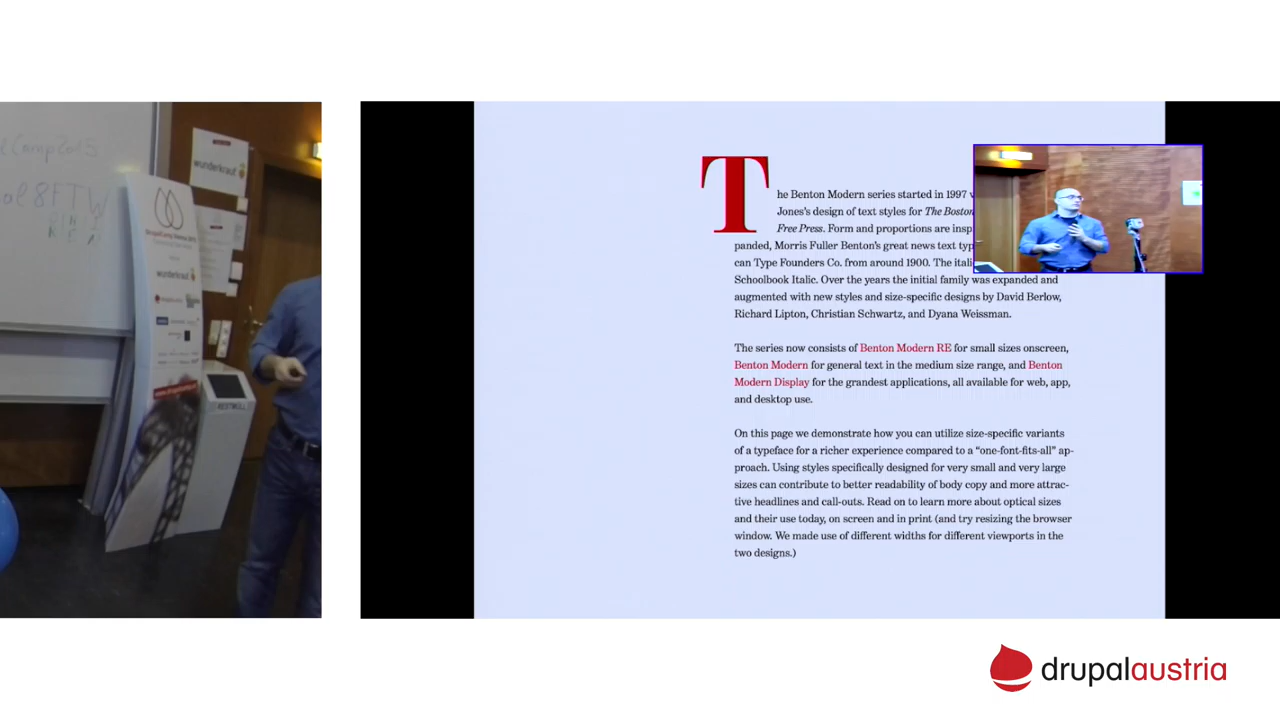 Camp2015
wunderkraut
wunderkraut
RESTMÜLL
The Benton Modern series started in 1997
Jones's design of text styles for The Boston
Free Press. Form and proportions are insp
panded, Morris Fuller Benton's great news text typ
can Type Founders Co. from around 1900. The itali
Schoolbook Italic. Over the years the initial family was expanded and
augmented with new styles and size-specific designs by David Berlow,
Richard Lipton, Christian Schwartz, and Dyana Weissman.
The series now consists of Benton Modern RE for small sizes onscreen,
Benton Modern for general text in the medium size range, and Benton
Modern Display for the grandest applications, all available for web, app,
and desktop use.
On this page we demonstrate how you can utilize size-specific variants
of a typeface for a richer experience compared to a “one-font-fits-all” ap-
proach. Using styles specifically designed for very small and very large
sizes can contribute to better readability of body copy and more attrac-
tive headlines and call-outs. Read on to learn more about optical sizes
and their use today, on screen and in print (and try resizing the browser
window. We made use of different widths for different viewports in the
two designs.)
drupalaustria